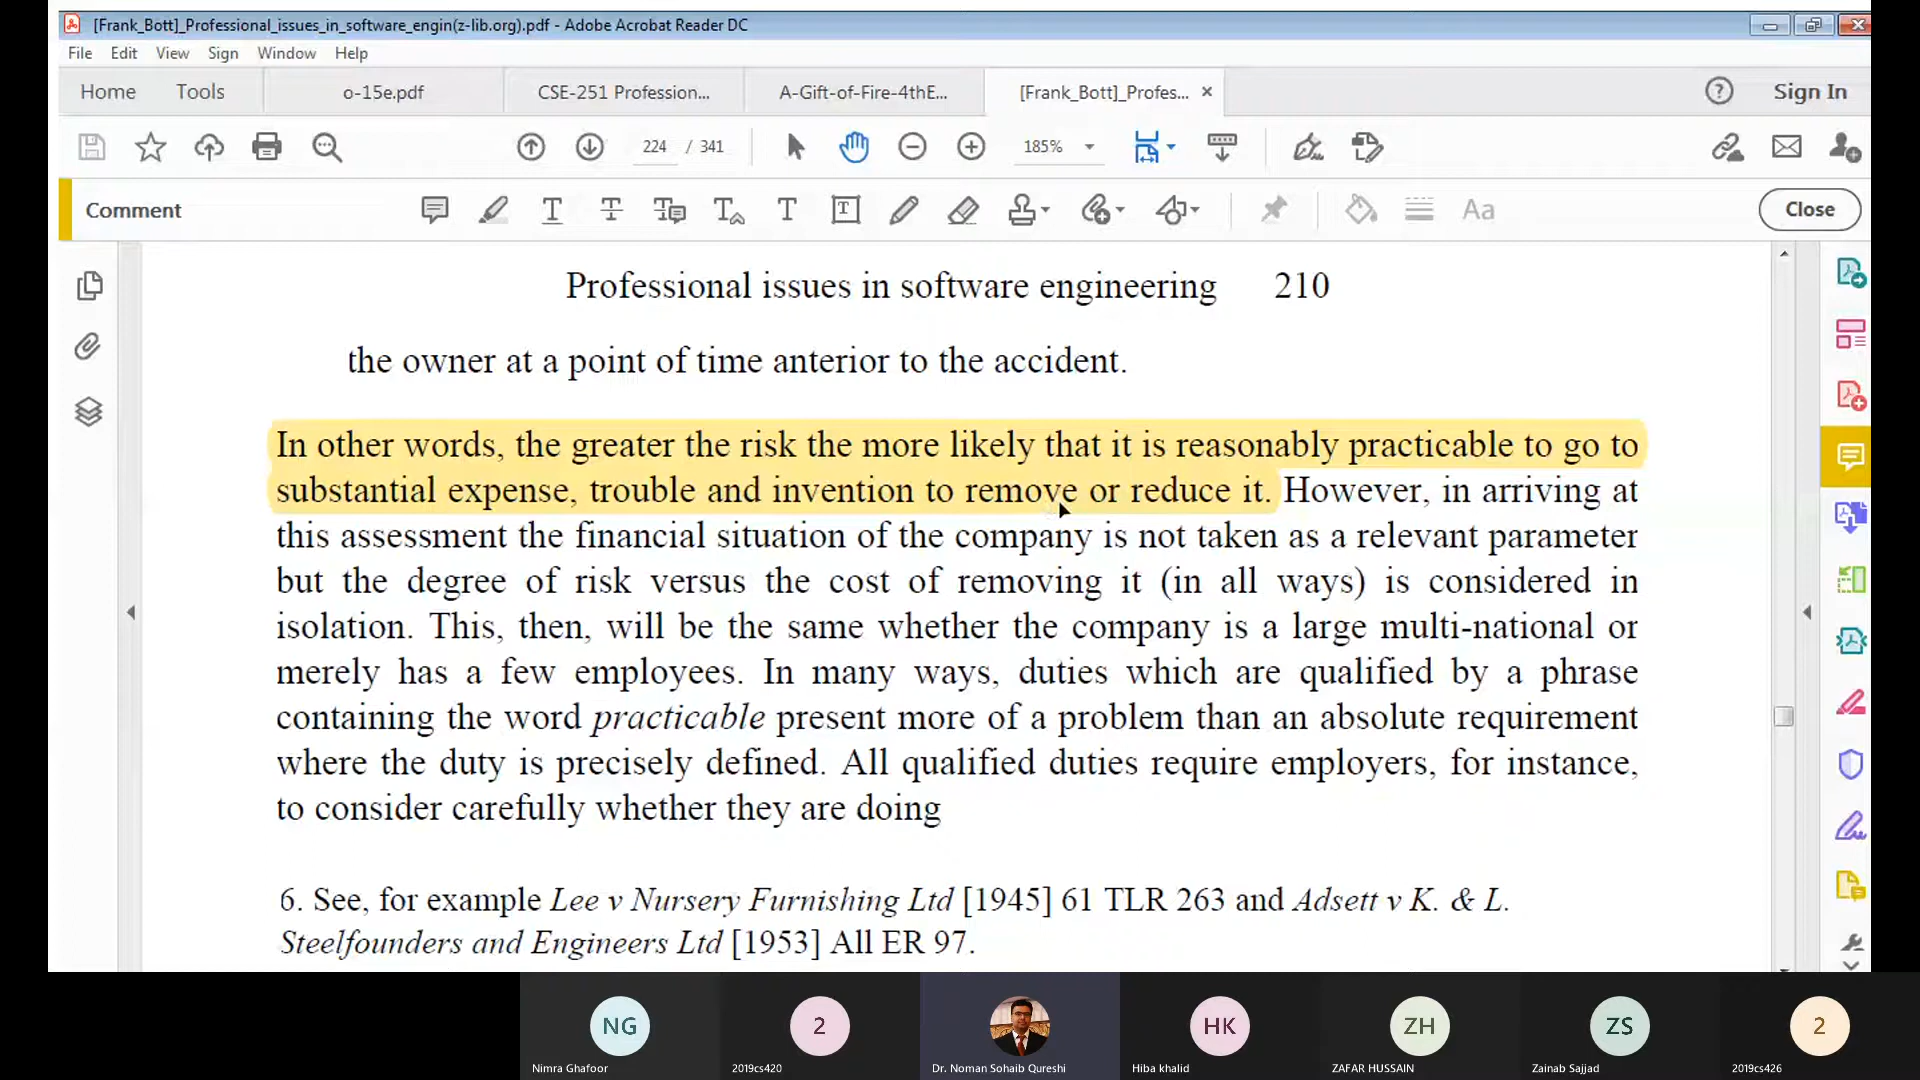 [Frank_Bott]_Professional_issues_in_software_engin(z-lib.org).pdf - Adobe Acrobat Reader DC
File Edit View Sign Window Help
Home Tools o-15e.pdf CSE-251 Profession... A-Gift-of-Fire-4thE... [Frank_Bott]_Profes... × Sign In
224 / 341 185%
Comment Aa Close
Professional issues in software engineering 210
the owner at a point of time anterior to the accident.
In other words, the greater the risk the more likely that it is reasonably practicable to go to
substantial expense, trouble and invention to remove or reduce it. However, in arriving at
this assessment the financial situation of the company is not taken as a relevant parameter
but the degree of risk versus the cost of removing it (in all ways) is considered in
isolation. This, then, will be the same whether the company is a large multi-national or
merely has a few employees. In many ways, duties which are qualified by a phrase
containing the word practicable present more of a problem than an absolute requirement
where the duty is precisely defined. All qualified duties require employers, for instance,
to consider carefully whether they are doing
6. See, for example Lee v Nursery Furnishing Ltd [1945] 61 TLR 263 and Adsett v K. & L.
Steelfounders and Engineers Ltd [1953] All ER 97.
NG 2 HK ZH ZS 2
Nimra Ghafoor 2019cs420 Dr. Noman Sohaib Qureshi Hiba khalid ZAFAR HUSSAIN Zainab Sajjad 2019cs426